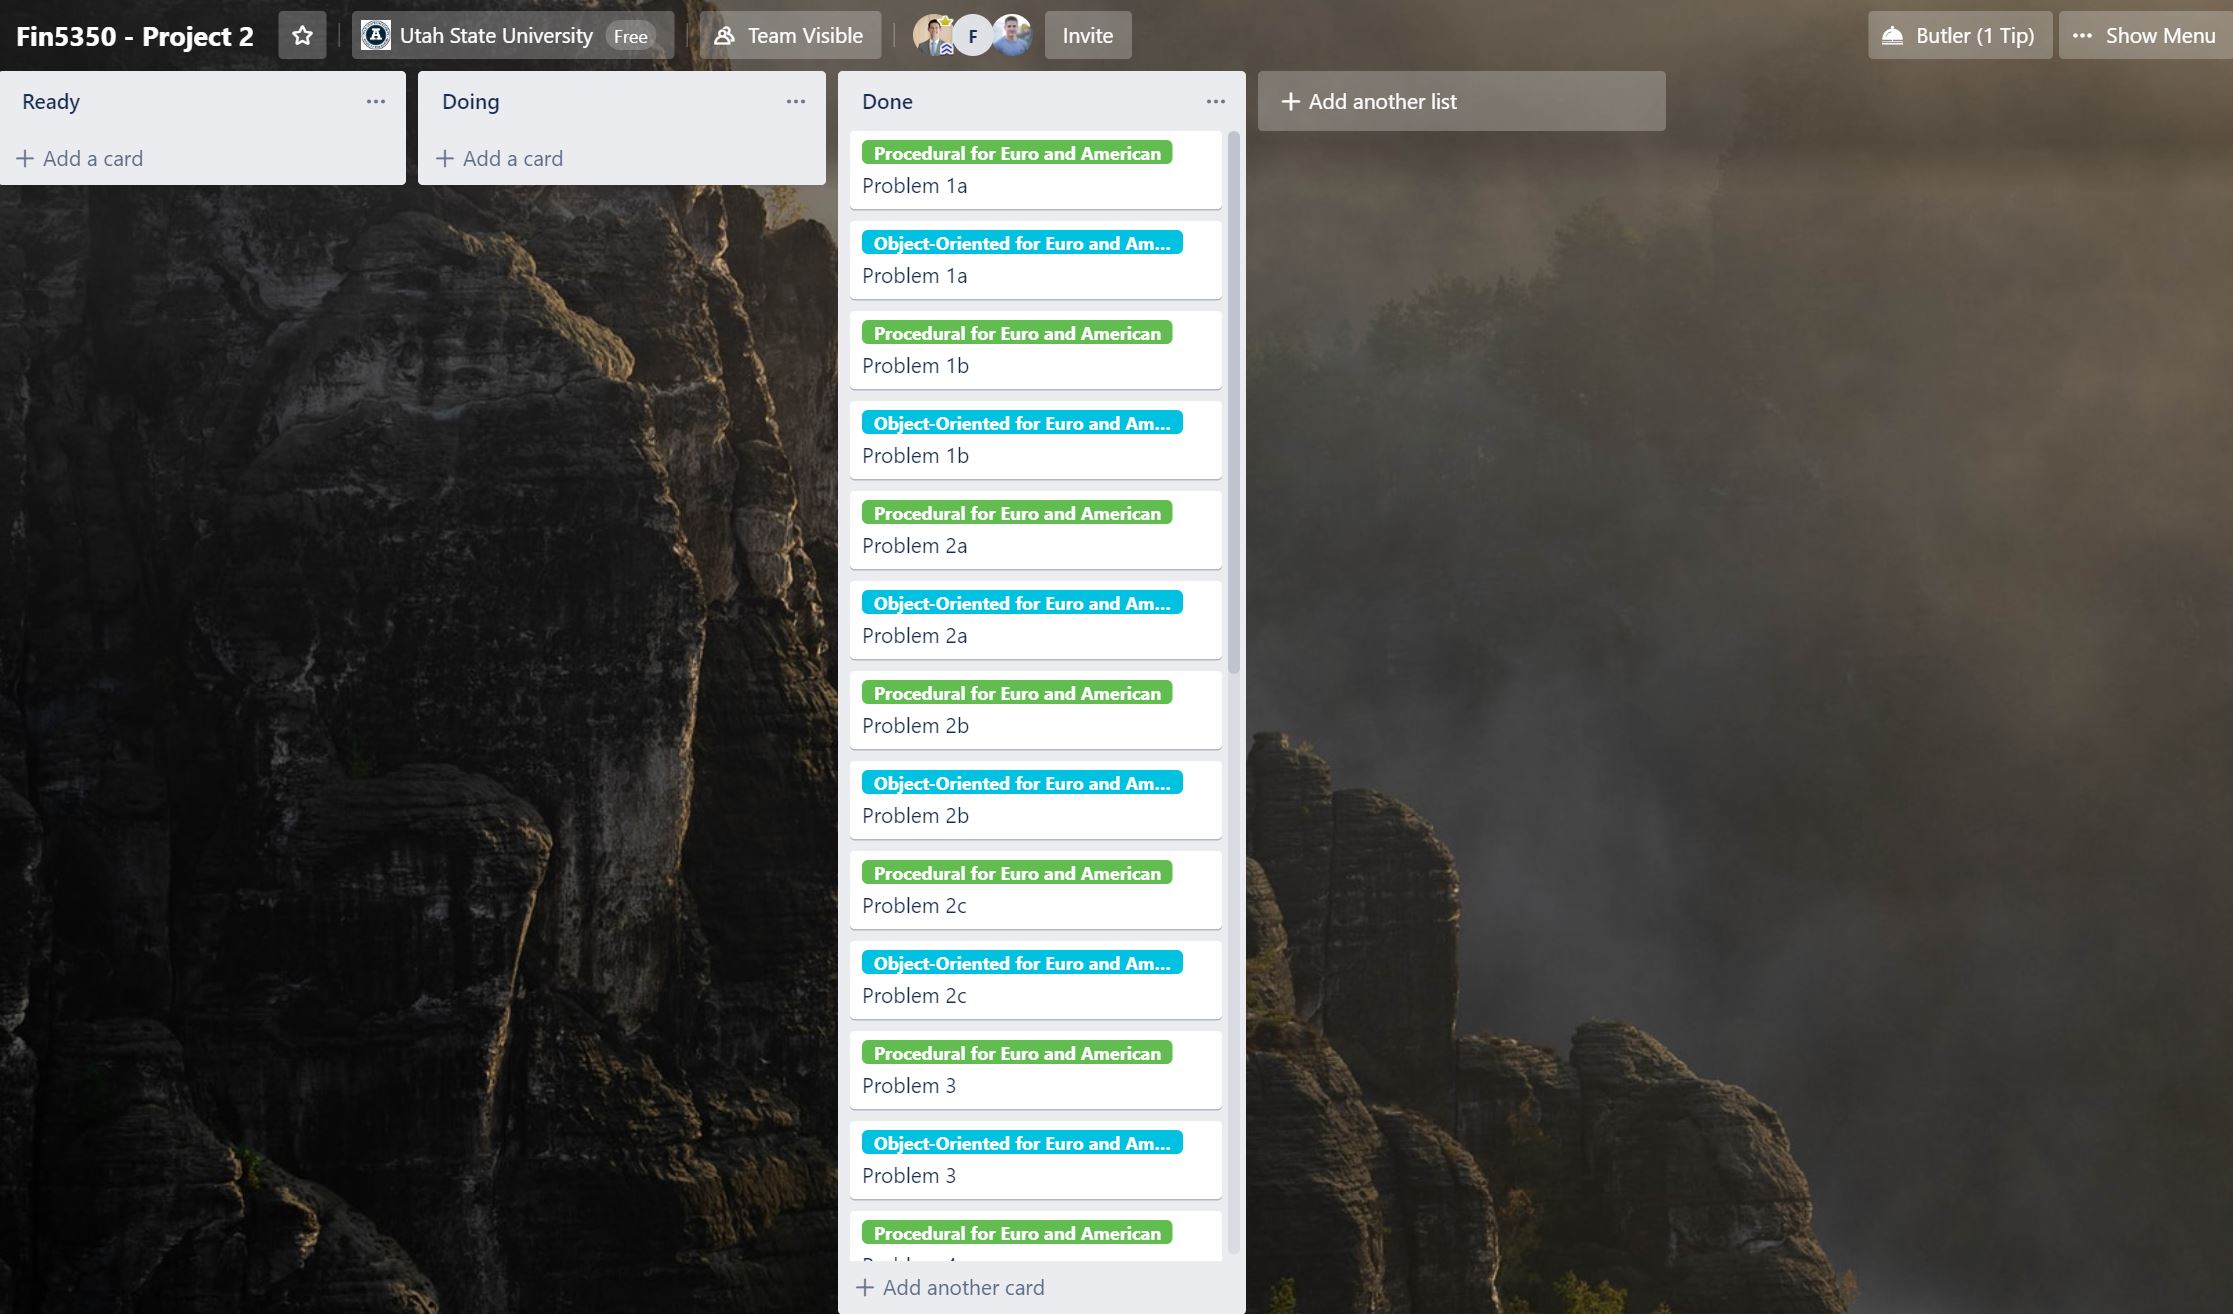 Fin5350 - Project 2
Utah State University Free
Team Visible
F
Invite
Butler (1 Tip)
Show Menu
Ready
Add a card
Doing
Add a card
Done
Procedural for Euro and American
Problem 1a
Object-Oriented for Euro and Am...
Problem 1a
Procedural for Euro and American
Problem 1b
Object-Oriented for Euro and Am...
Problem 1b
Procedural for Euro and American
Problem 2a
Object-Oriented for Euro and Am...
Problem 2a
Procedural for Euro and American
Problem 2b
Object-Oriented for Euro and Am...
Problem 2b
Procedural for Euro and American
Problem 2c
Object-Oriented for Euro and Am...
Problem 2c
Procedural for Euro and American
Problem 3
Object-Oriented for Euro and Am...
Problem 3
Procedural for Euro and American
Add another card
Add another list